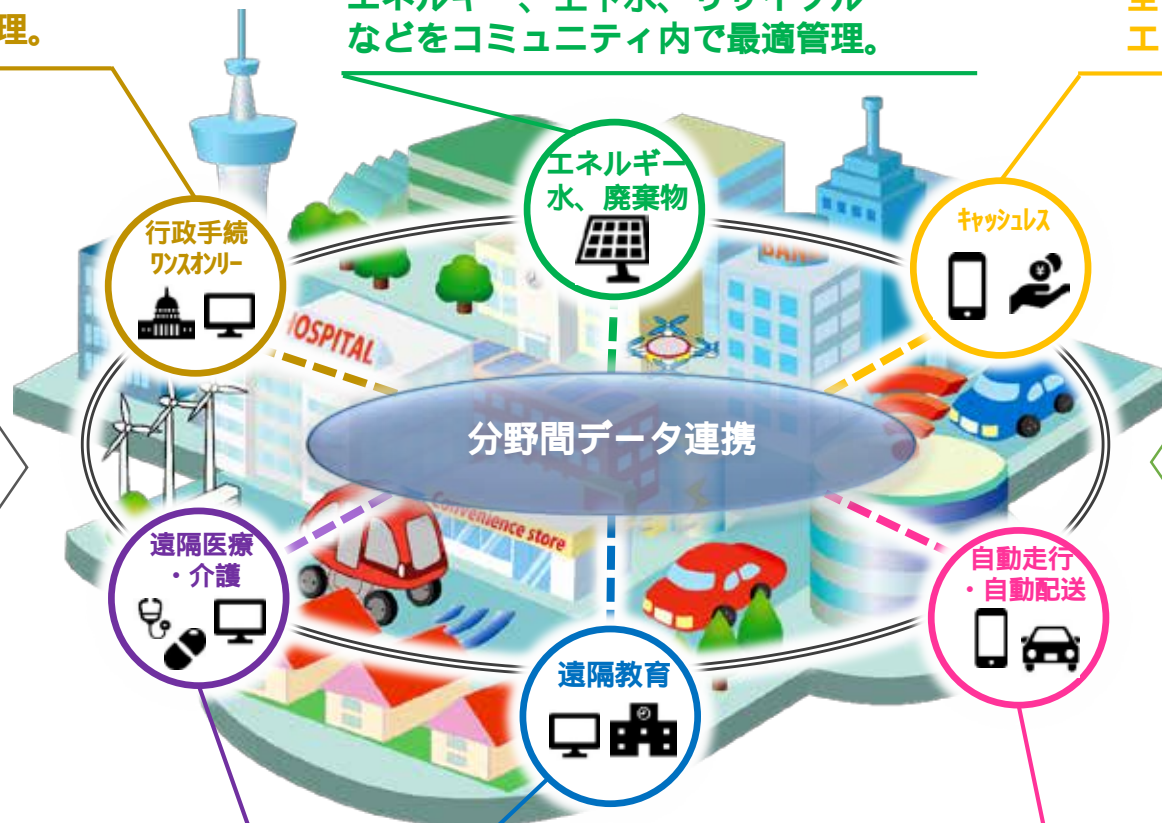 理。
などをコミュニティ内で最適管理。
エネルギー
水、廃棄物
行政手続
ワンスオンリー
キャッシュレス
BANK
HOSPITAL
分野間データ連携
Convenience store
遠隔医療
・介護
自動走行
・自動配送
遠隔教育